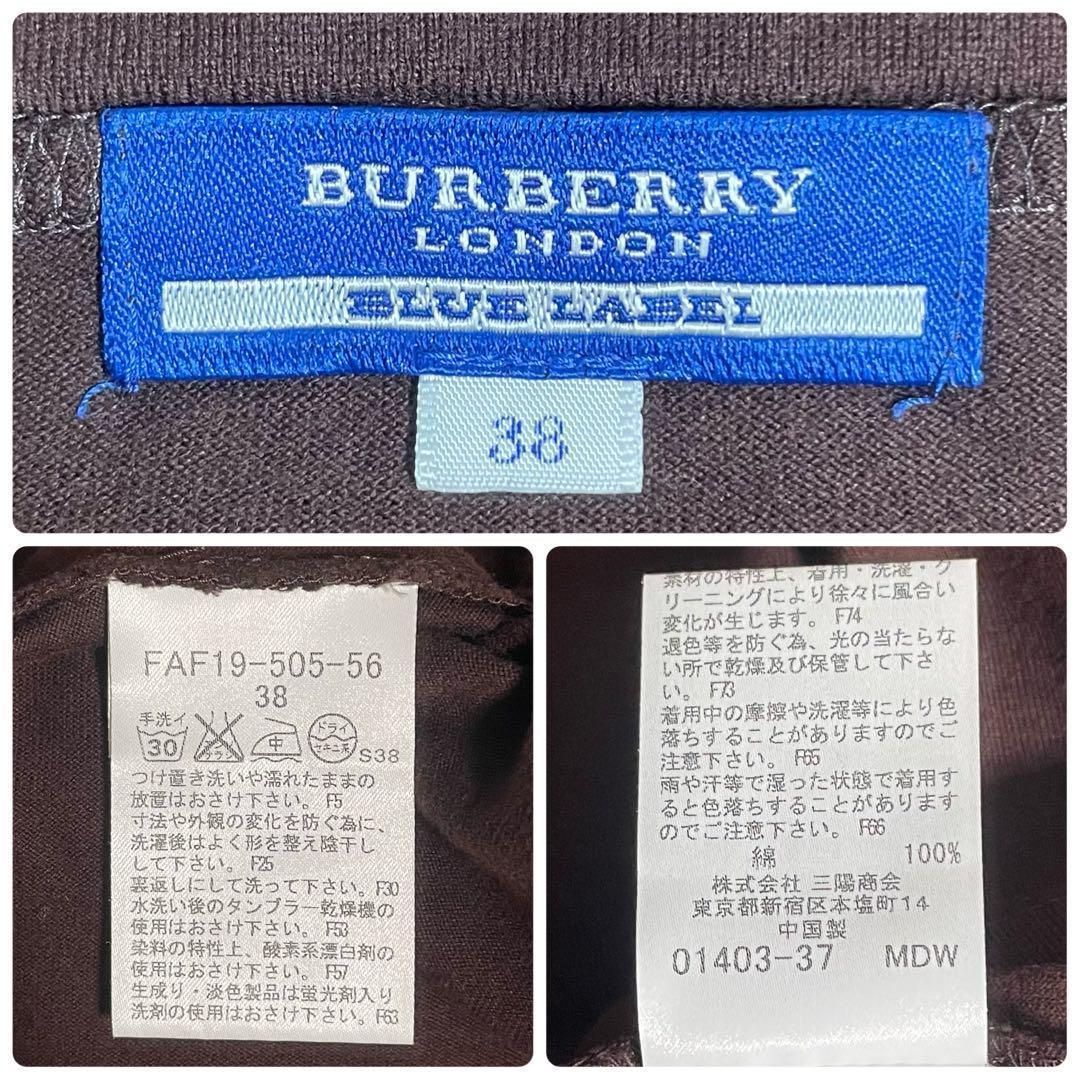 BURBERRY
LONDON
BLUE LABEL
38
FAF19-505-56
38
手洗イ
30
エンソサラシ
中
ドライ
セキユ系
S38
つけ置き洗いや濡れたままの
放置はおさけ下さい。F5
寸法や外観の変化を防ぐ為に、
洗濯後はよく形を整え陰干し
して下さい。F25
裏返しにして洗って下さい。F30
水洗い後のタンブラー乾燥機の
使用はおさけ下さい。F53
染料の特性上、酸素系漂白剤の
使用はおさけ下さい。F57
生成り・淡色製品は蛍光剤入り
洗剤の使用はおさけ下さい。F63
素材の特性上、着用・洗濯・ク
リーニングにより徐々に風合い
変化が生じます。F74
退色等を防ぐ為、光の当たらな
い所で乾燥及び保管して下さ
い。F73
着用中の摩擦や洗濯等により色
落ちすることがありますのでご
注意下さい。F65
雨や汗等で湿った状態で着用す
ると色落ちすることがあります
のでご注意下さい。F66
綿 100%
株式会社 三陽商会
東京都新宿区本塩町14
中国製
01403-37 MDW